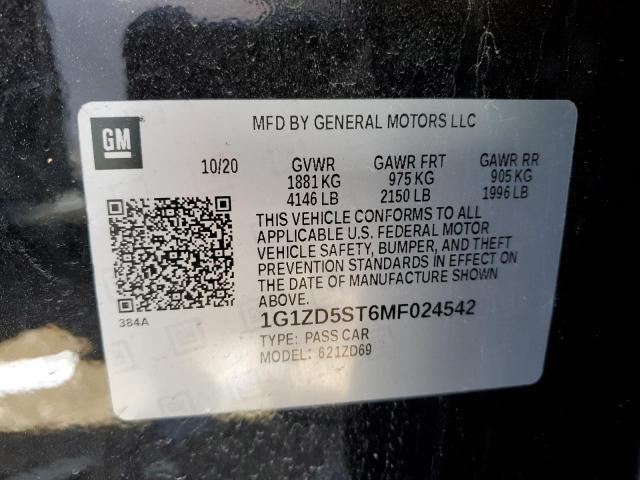 GM
MFD BY GENERAL MOTORS LLC
10/20 GVWR GAWR FRT GAWR RR
1881 KG 975 KG 905 KG
4146 LB 2150 LB 1996 LB
THIS VEHICLE CONFORMS TO ALL
APPLICABLE U.S. FEDERAL MOTOR
VEHICLE SAFETY, BUMPER, AND THEFT
PREVENTION STANDARDS IN EFFECT ON
THE DATE OF MANUFACTURE SHOWN
ABOVE.
384A
1G1ZD5ST6MF024542
TYPE: PASS CAR
MODEL: 621ZD69